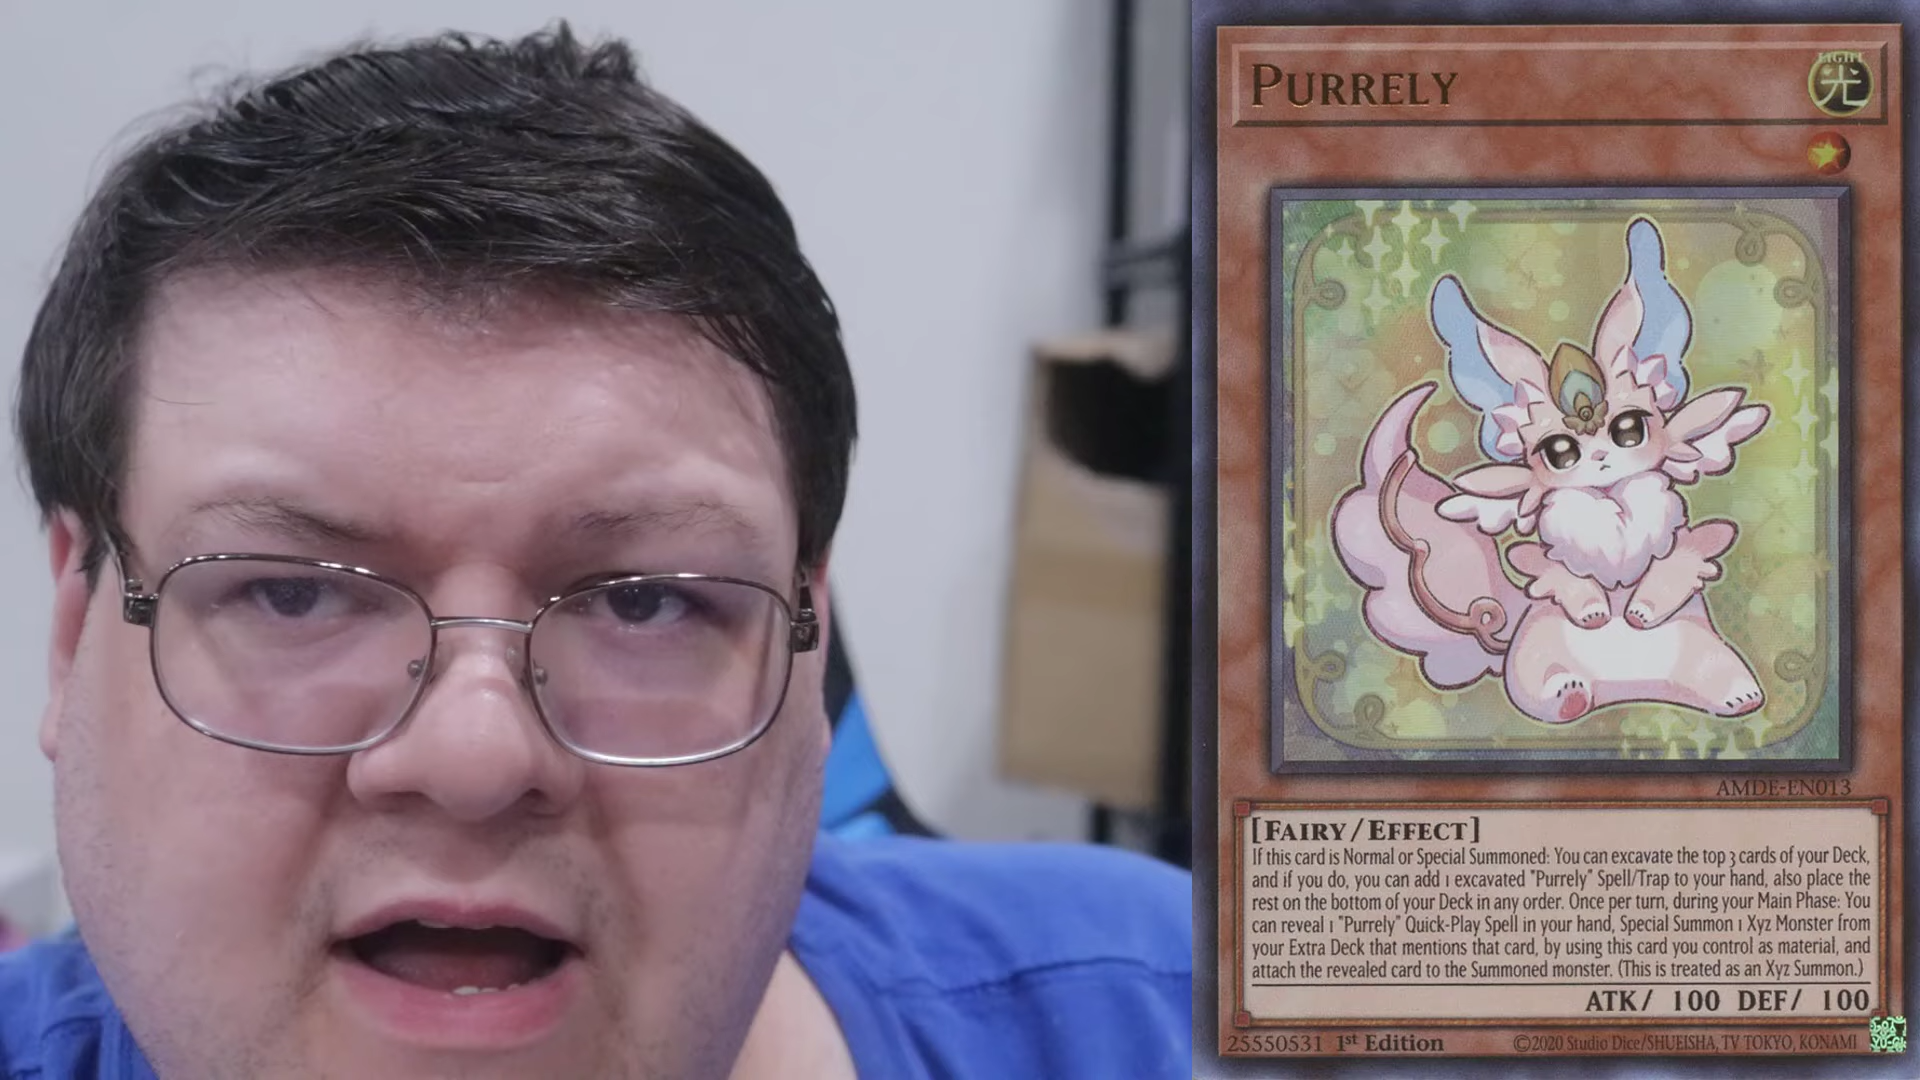 PURRELY
LIGHT
光
AMDE-EN013
[FAIRY/EFFECT]
If this card is Normal or Special Summoned: You can excavate the top 3 cards of your Deck,
and if you do, you can add 1 excavated "Purrely" Spell/Trap to your hand, also place the
rest on the bottom of your Deck in any order. Once per turn, during your Main Phase: You
can reveal 1 "Purrely" Quick-Play Spell in your hand, Special Summon 1 Xyz Monster from
your Extra Deck that mentions that card, by using this card you control as material, and
attach the revealed card to the Summoned monster. (This is treated as an Xyz Summon.)
ATK/ 100 DEF/ 100
25550531 1st Edition ©2020 Studio Dice/SHUEISHA, TV TOKYO, KONAMI